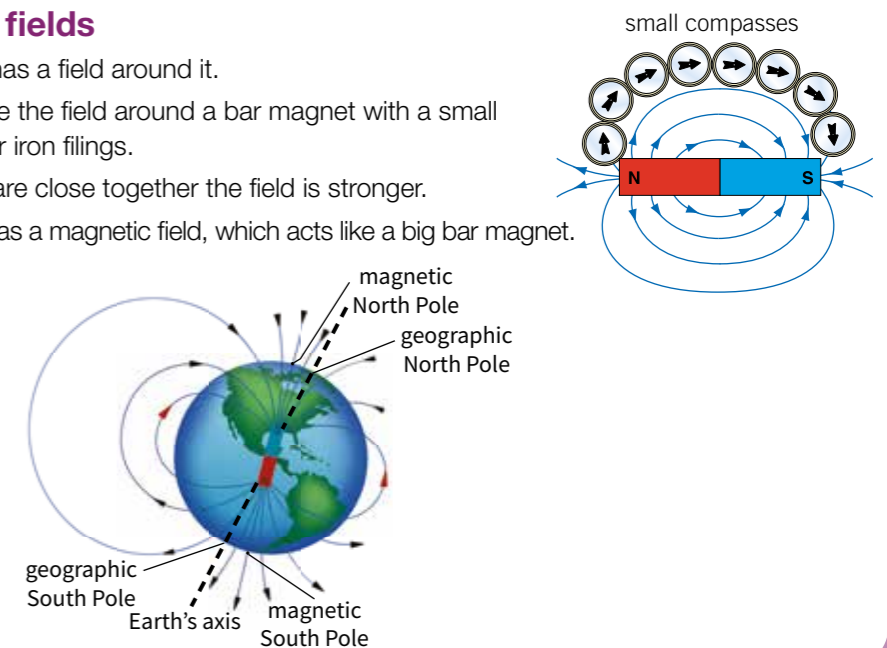 fields
has a field around it.
e the field around a bar magnet with a small
r iron filings.
are close together the field is stronger.
as a magnetic field, which acts like a big bar magnet.
small compasses
N
S
magnetic
North Pole
geographic
North Pole
geographic
South Pole
Earth's axis
magnetic
South Pole